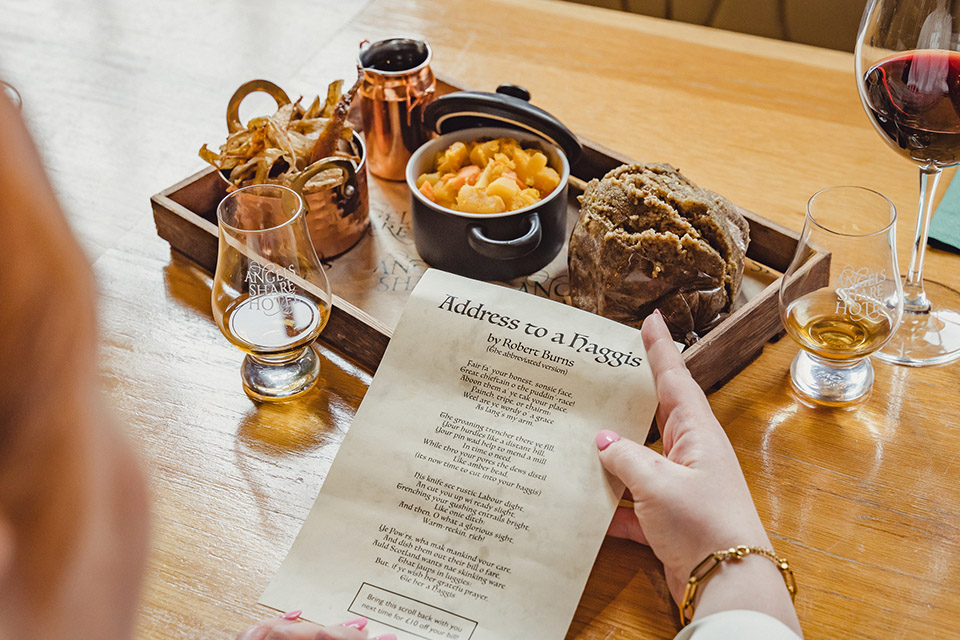 ANGELS
SHARE
HOTEL
ANGELS
SHARE
HOTEL
Address to a Haggis
by Robert Burns
(The abbreviated version)
Fair fa' your honest, sonsie face,
Great chieftain o the puddin'-race!
Aboon them a' ye tak your place,
Painch, tripe, or thairm:
Weel are ye wordy o' a grace
As lang's my arm.
The groaning trencher there ye fill,
Your hurdies like a distant bill,
Your pin wad help to mend a mill
In time o need,
While thro your pores the dews distil
Like amber bead.
(its now time to cut into your haggis)
His knife see rustic Labour dight,
An cut you up wi ready slight,
Trenching your gushing entrails bright,
Like onie ditch;
And then, O what a glorious sight,
Warm-reekin, rich!
Ye Pow'rs, wha mak mankind your care,
And dish them out their bill o fare,
Auld Scotland wants nae skinking ware
That jaups in luggies:
But, if ye wish her grateful prayer,
Gie her a Haggis
Bring this scroll back with you
next time for £10 off your bill.